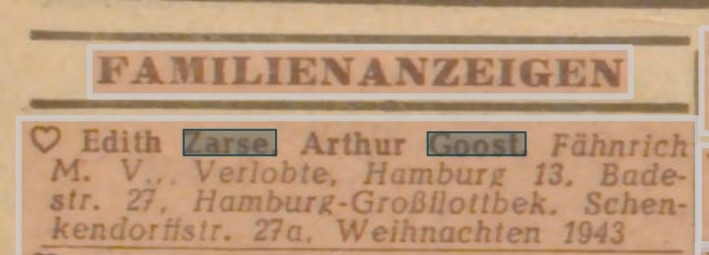 FAMILIENANZEIGEN
♡ Edith Zarse, Arthur Goost, Fähnrich
M. V., Verlobte, Hamburg 13, Bade-
str. 27, Hamburg-Großflottbek, Schen-
kendorffstr. 27a, Weihnachten 1943